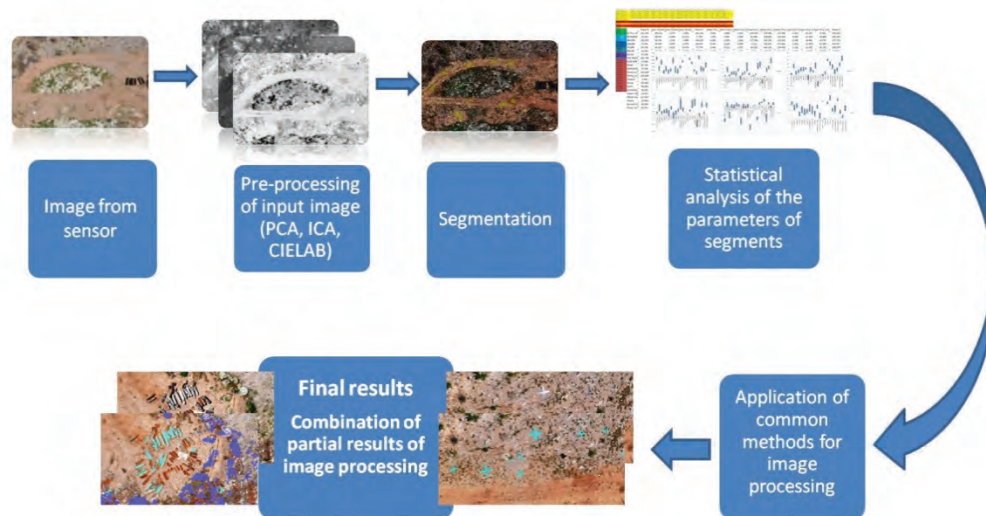 Image from
sensor
Pre-processing
of input image
(PCA, ICA,
CIELAB)
Segmentation
Statistical
analysis of the
parameters of
segments
Final results
Combination of
partial results of
image processing
Application of
common
methods for
image
processing